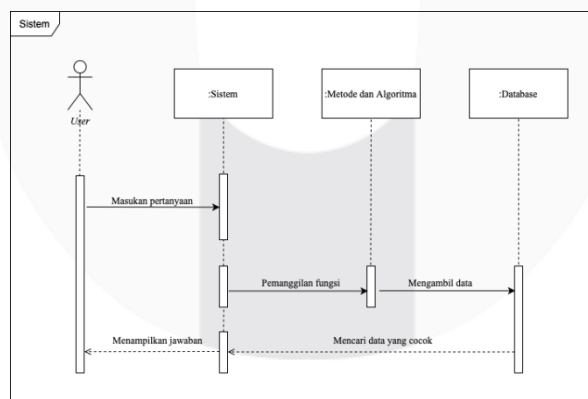 Sistem
User
:Sistem
:Metode dan Algoritma
:Database
Masukan pertanyaan
Pemanggilan fungsi
Mengambil data
Menampilkan jawaban
Mencari data yang cocok